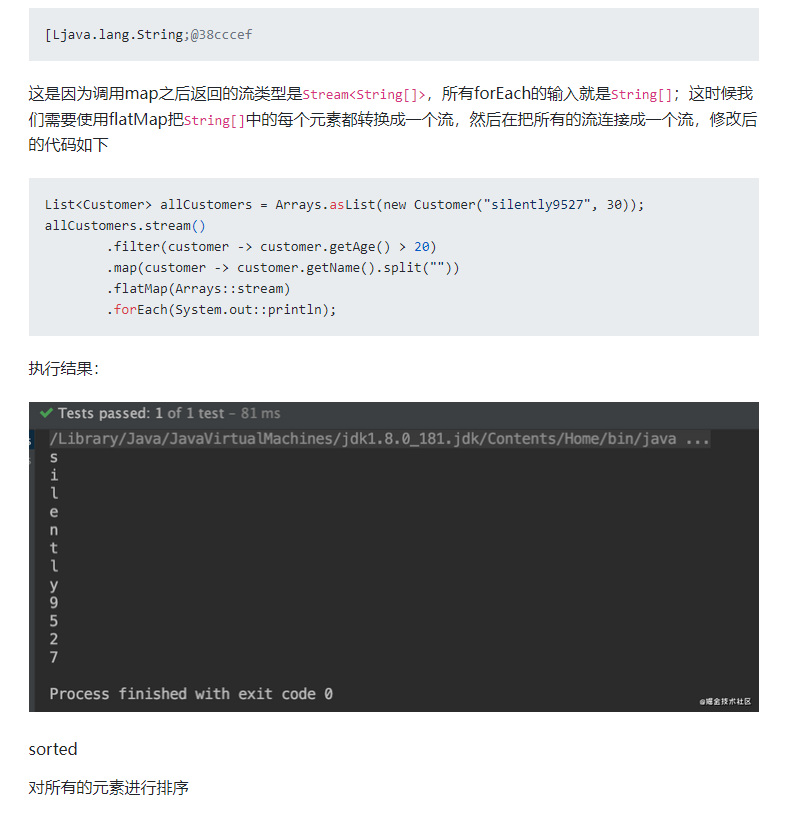 [Ljava.lang.String;@38cccef
这是因为调用map之后返回的流类型是Stream<String[]>，所有forEach的输入就是String[]；这时候我
们需要使用flatMap把String[]中的每个元素都转换成一个流，然后在把所有的流连接成一个流，修改后
的代码如下
List<Customer> allCustomers = Arrays.asList(new Customer("silently9527", 30));
allCustomers.stream()
        .filter(customer -> customer.getAge() > 20)
        .map(customer -> customer.getName().split(""))
        .flatMap(Arrays::stream)
        .forEach(System.out::println);
执行结果：
Tests passed: 1 of 1 test – 81 ms
/Library/Java/JavaVirtualMachines/jdk1.8.0_181.jdk/Contents/Home/bin/java ...
s
i
l
e
n
t
l
y
9
5
2
7
Process finished with exit code 0
@掘金技术社区
sorted
对所有的元素进行排序